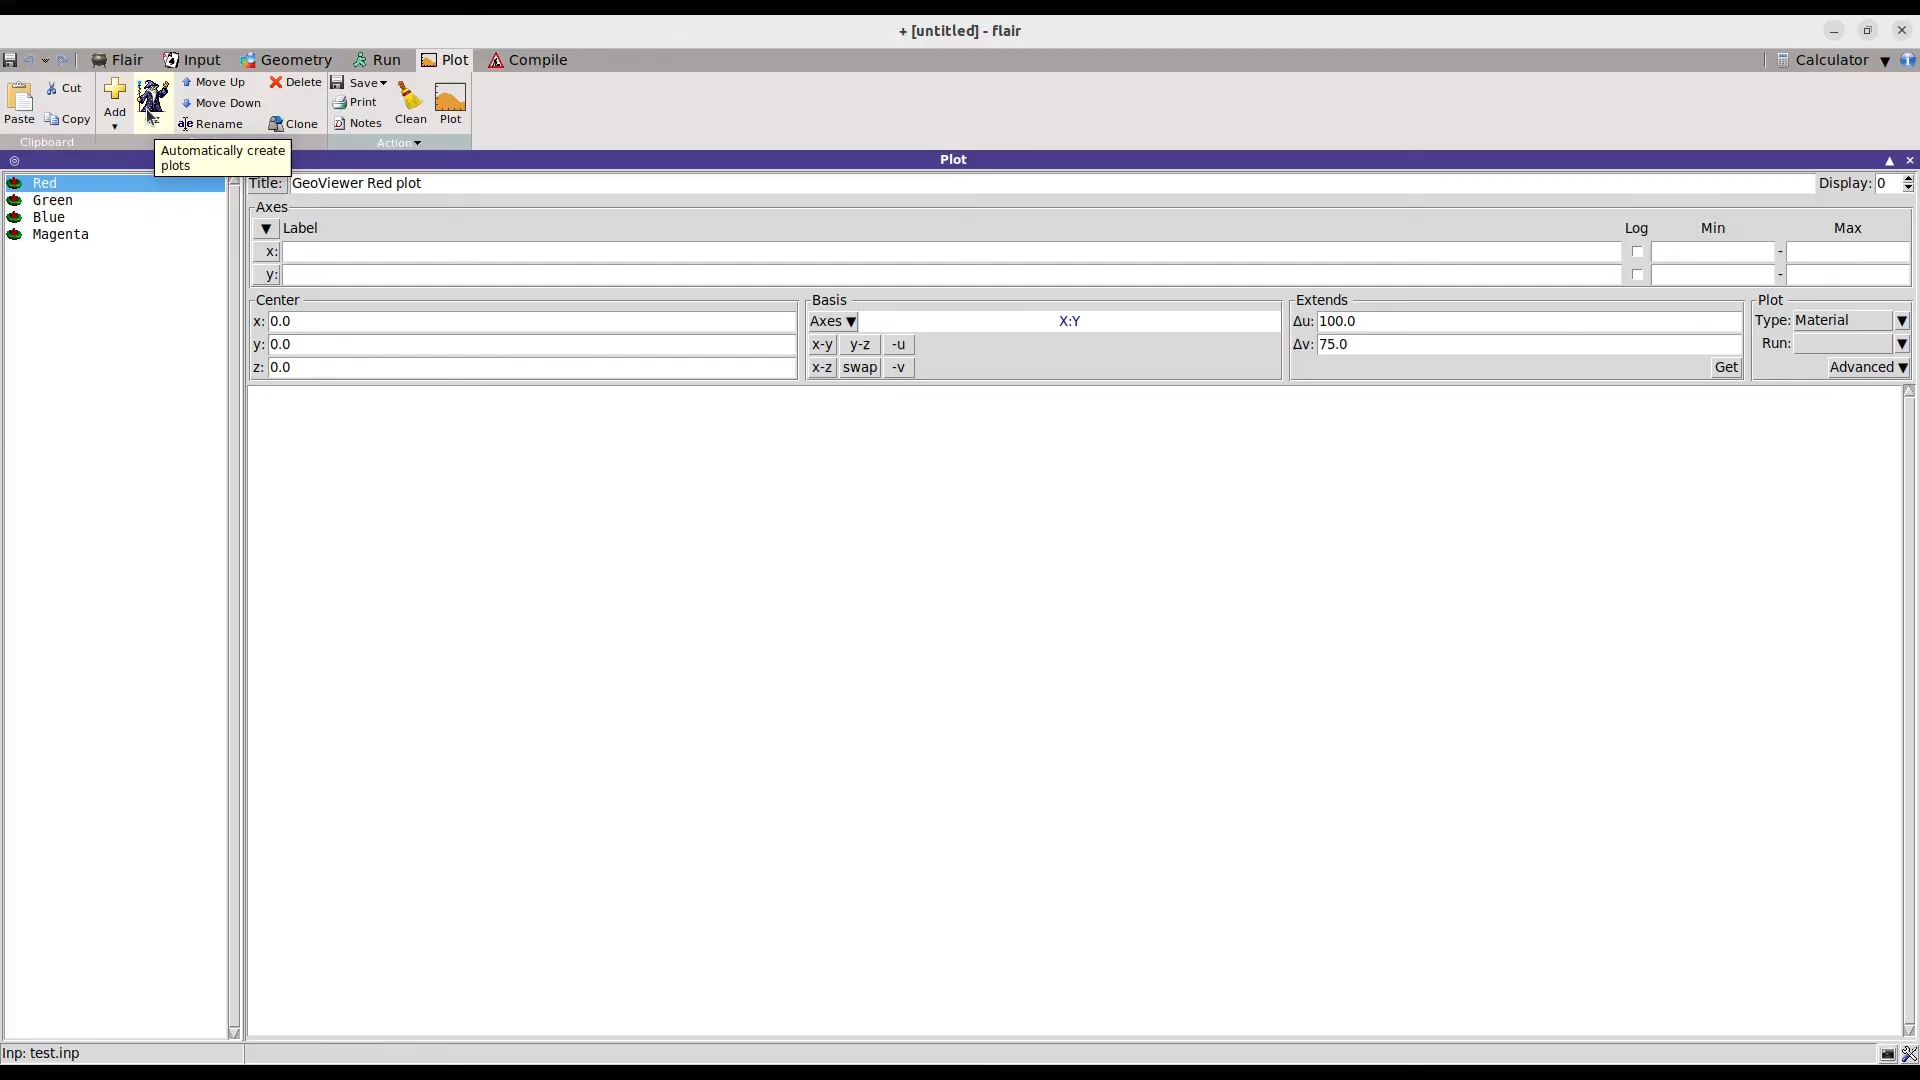 + [untitled] - flair
Flair Input Geometry Run Plot Compile Calculator
Paste Cut Copy Add Move Up Move Down Rename Delete Clone Save Print Notes Clean Plot
Clipboard Action
Automatically create
plots
Plot
Red
Green
Blue
Magenta
Title: GeoViewer Red plot Display: 0
Axes
Label Log Min Max
x: -
y: -
Center Basis Extends Plot
x: 0.0 Axes X:Y Δu: 100.0 Type: Material
y: 0.0 x-y y-z -u Δv: 75.0 Run:
z: 0.0 x-z swap -v Get Advanced
Inp: test.inp